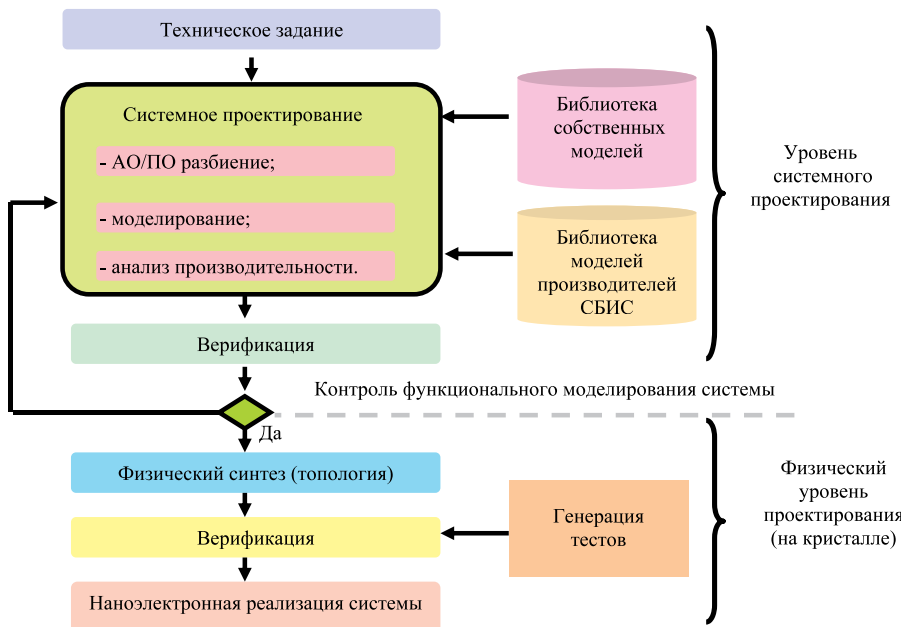 Техническое задание
Системное проектирование
- АО/ПО разбиение;
- моделирование;
- анализ производительности.
Библиотека
собственных
моделей
Библиотека
моделей
производителей
СБИС
Уровень
системного
проектирования
Верификация
Контроль функционального моделирования системы
Да
Физический синтез (топология)
Верификация
Генерация
тестов
Физический
уровень
проектирования
(на кристалле)
Наноэлектронная реализация системы